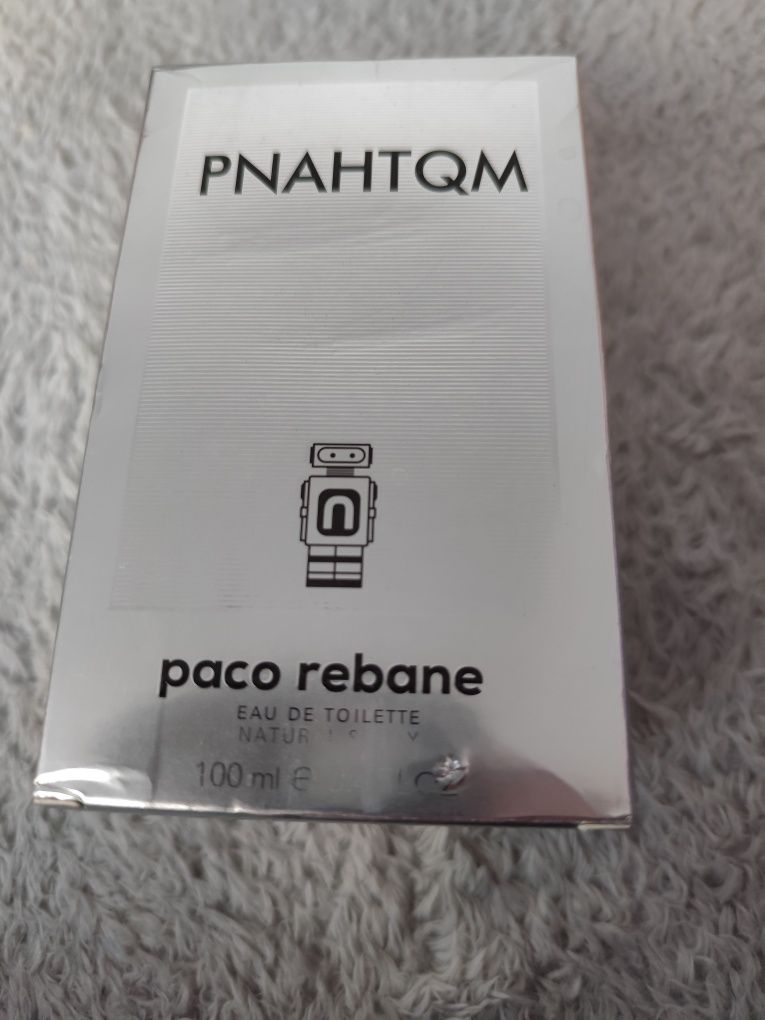 PNAHTQM
paco rebane
EAU DE TOILETTE
100 ml e